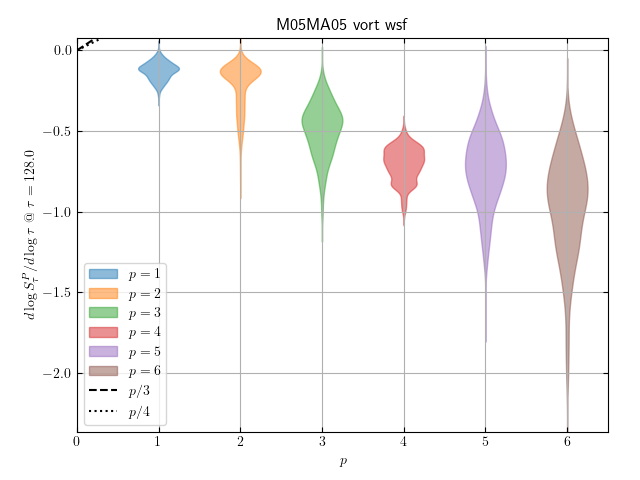 M05MA05 vort wsf
d log S_τ^P / d log τ @ τ = 128.0
0.0
−0.5
−1.0
−1.5
−2.0
p = 1
p = 2
p = 3
p = 4
p = 5
p = 6
p/3
p/4
0 1 2 3 4 5 6
p